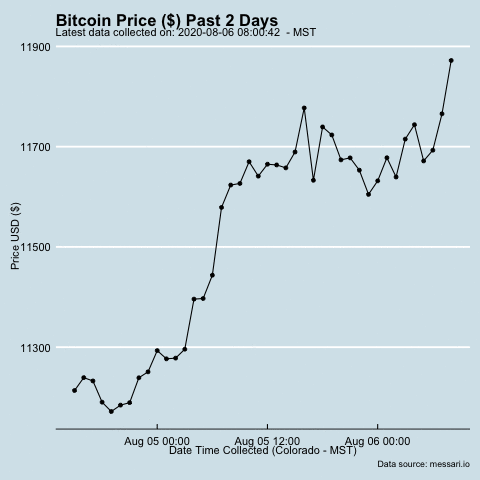 Bitcoin Price ($) Past 2 Days
Latest data collected on: 2020-08-06 08:00:42  - MST
11900
11700
11500
11300
Price USD ($)
Aug 05 00:00
Aug 05 12:00
Aug 06 00:00
Date Time Collected (Colorado - MST)
Data source: messari.io